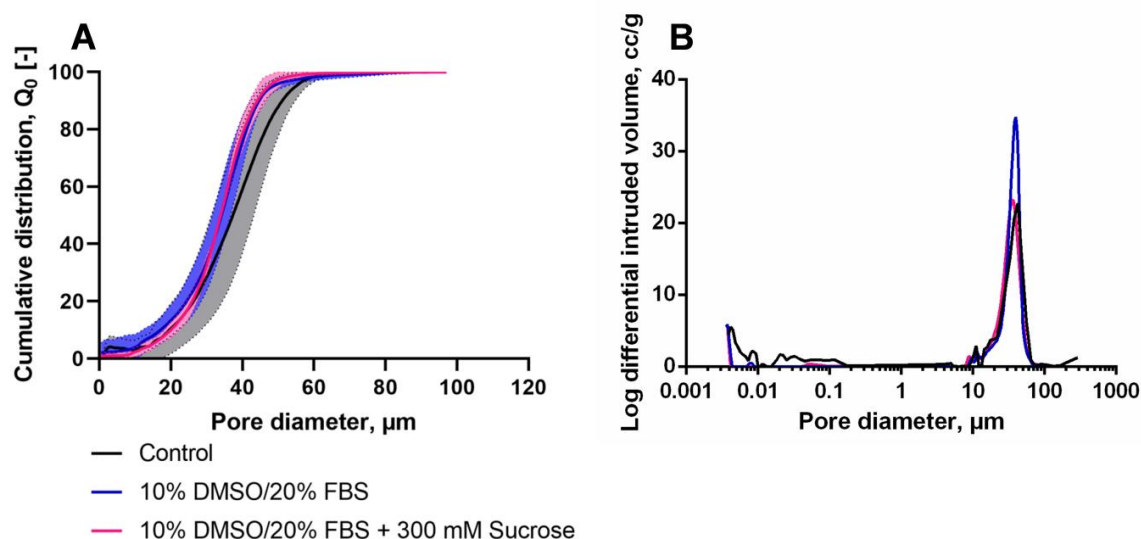 A
Cumulative distribution, Q₀ [-]
100
80
60
40
20
0
0 20 40 60 80 100 120
Pore diameter, µm
Control
10% DMSO/20% FBS
10% DMSO/20% FBS + 300 mM Sucrose
B
Log differential intruded volume, cc/g
40
30
20
10
0
0.001 0.01 0.1 1 10 100 1000
Pore diameter, µm